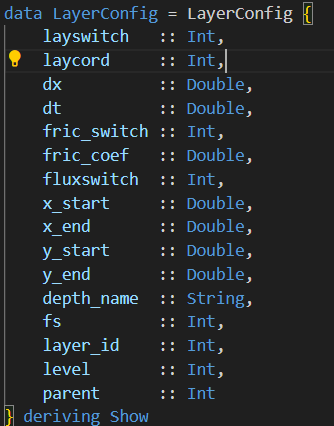 data LayerConfig = LayerConfig {
    layswitch   :: Int,
    laycord     :: Int,
    dx          :: Double,
    dt          :: Double,
    fric_switch :: Int,
    fric_coef   :: Double,
    fluxswitch  :: Int,
    x_start     :: Double,
    x_end       :: Double,
    y_start     :: Double,
    y_end       :: Double,
    depth_name  :: String,
    fs          :: Int,
    layer_id    :: Int,
    level       :: Int,
    parent      :: Int
} deriving Show